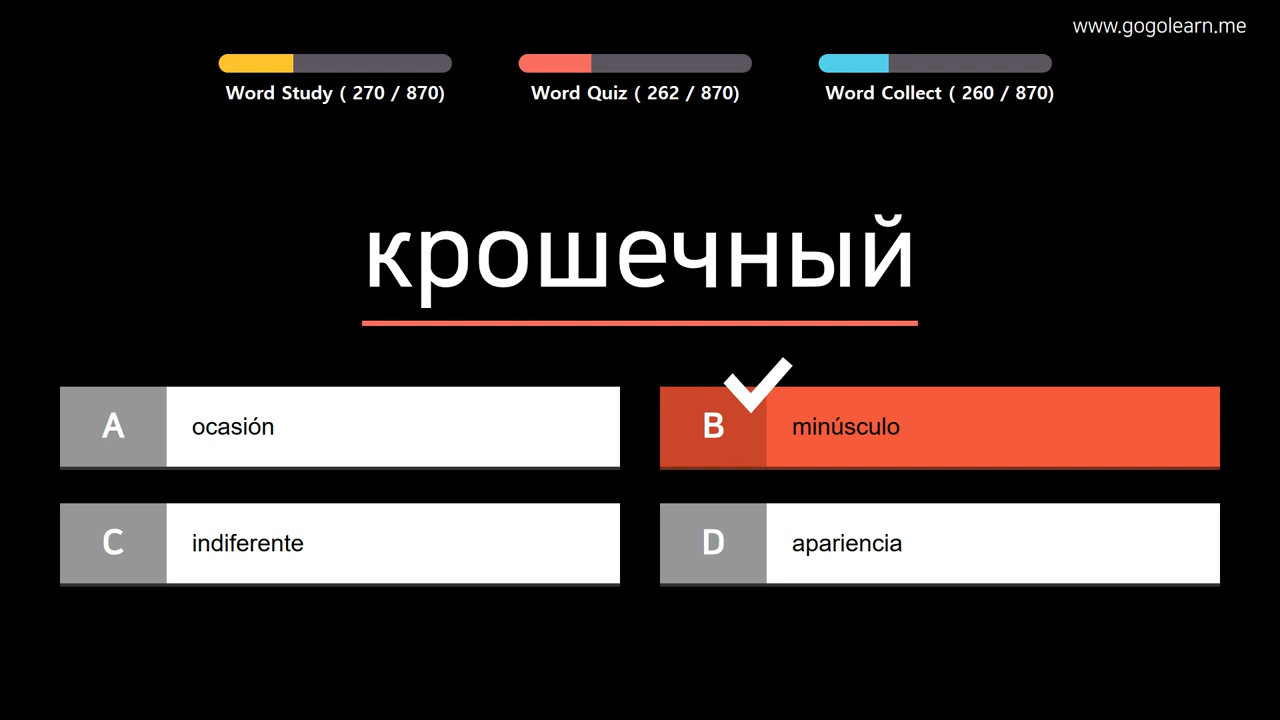 www.gogolearn.me
Word Study ( 270 / 870)
Word Quiz ( 262 / 870)
Word Collect ( 260 / 870)
крошечный
A ocasión
B minúsculo
C indiferente
D apariencia